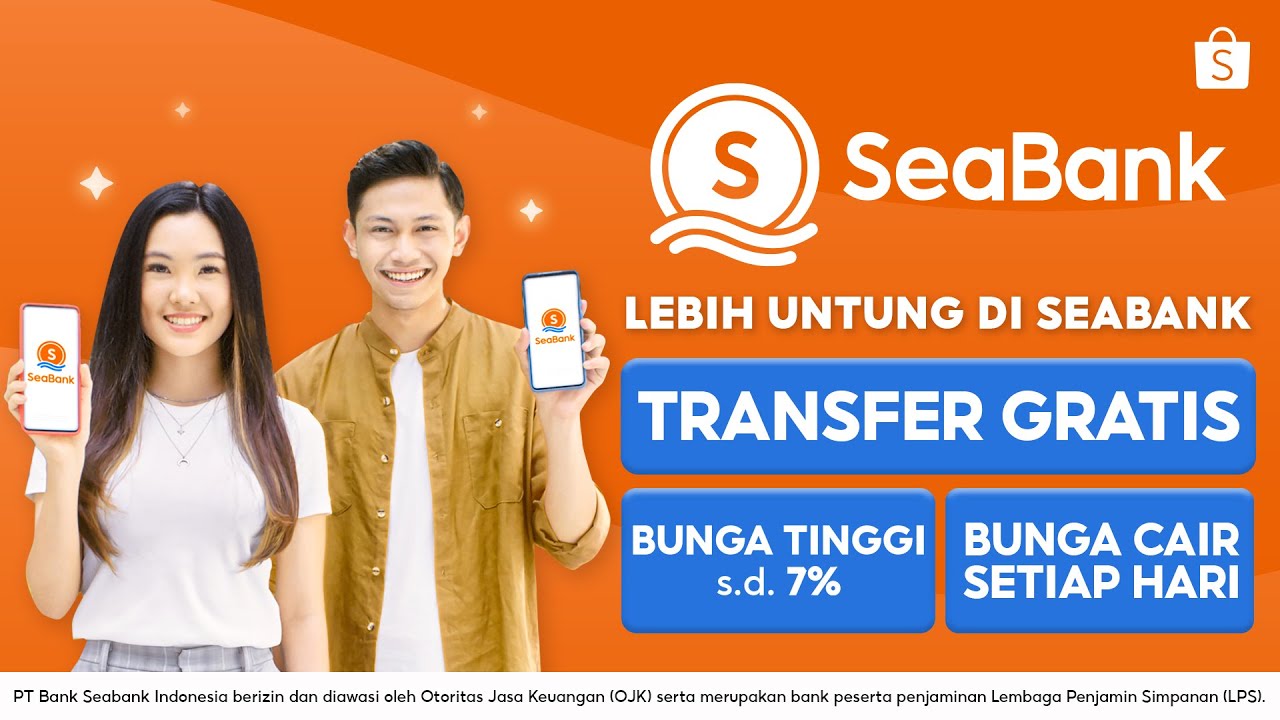 S
S
SeaBank
S
SeaBank
S
SeaBank
LEBIH UNTUNG DI SEABANK
TRANSFER GRATIS
BUNGA TINGGI
s.d. 7%
BUNGA CAIR
SETIAP HARI
PT Bank Seabank Indonesia berizin dan diawasi oleh Otoritas Jasa Keuangan (OJK) serta merupakan bank peserta penjaminan Lembaga Penjamin Simpanan (LPS).